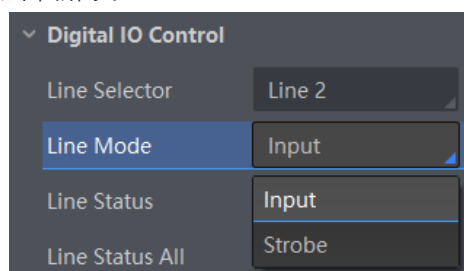 Digital IO Control
Line Selector Line 2
Line Mode Input
Line Status Input
Line Status All Strobe